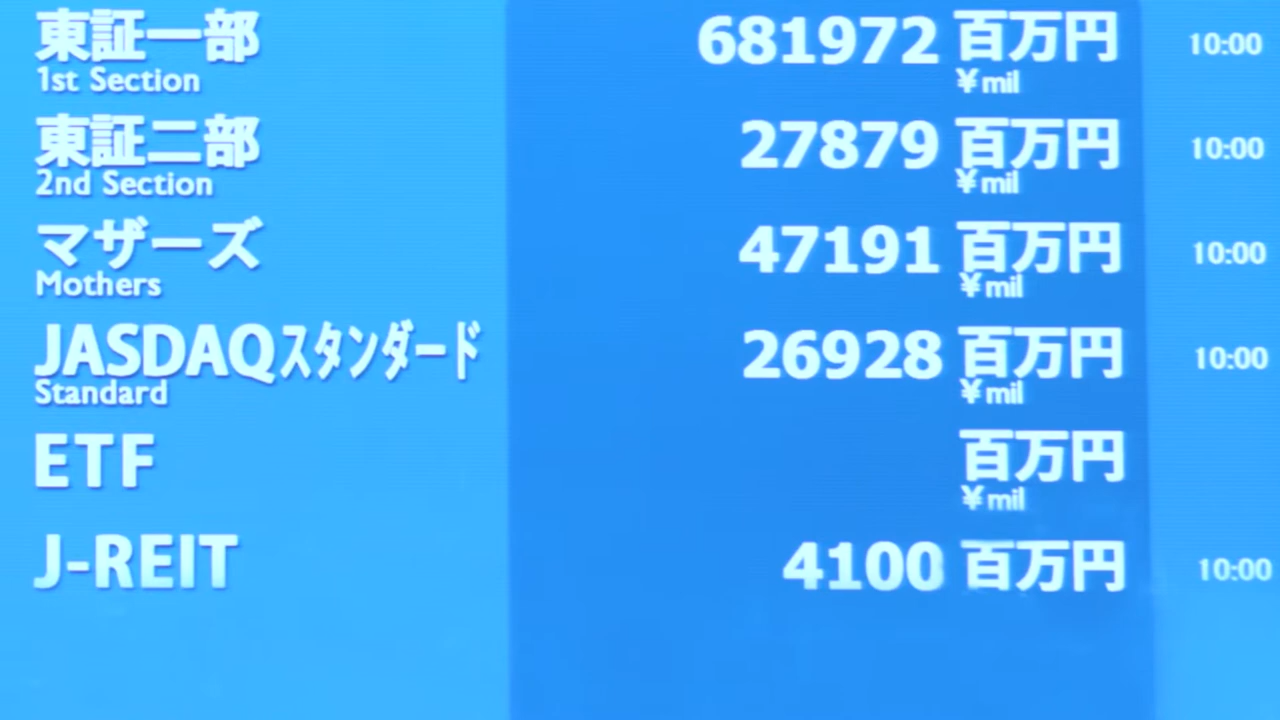 東証一部 681972 百万円 10:00
1st Section ¥mil
東証二部 27879 百万円 10:00
2nd Section ¥mil
マザーズ 47191 百万円 10:00
Mothers ¥mil
JASDAQスタンダード 26928 百万円 10:00
Standard ¥mil
ETF 百万円
¥mil
J-REIT 4100 百万円 10:00